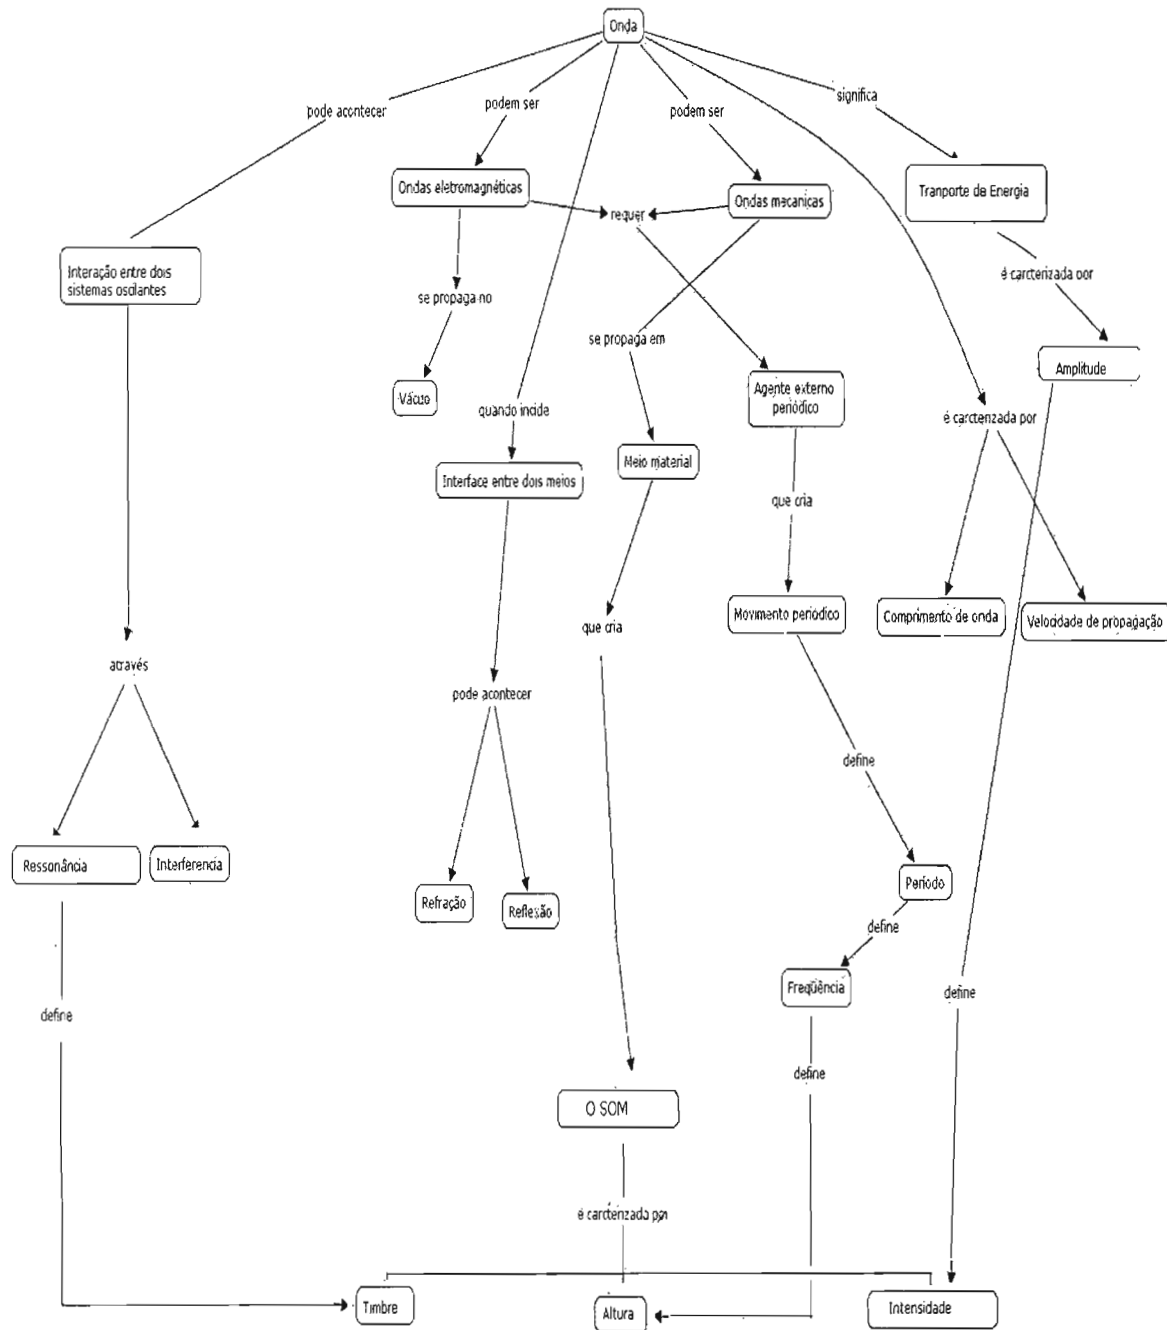 Onda
significa
podem ser
podem ser
pode acontecer
Ondas eletromagnéticas
Ondas mecanicas
Tranporte de Energia
requer
Interação entre dois
sistemas oscilantes
é carcterizada por
se propaga no
se propaga em
Amplitude
Agente externo
periódico
Vácuo
quando incide
é carcterizada por
Meio material
Interface entre dois meios
que cria
Movimento periódico
Comprimento de onda
Velocidade de propagação
que cria
através
pode acontecer
define
Ressonância
Interferencia
Período
Refração
Reflexão
define
Freqüência
define
define
define
O SOM
é carcterizada por
Timbre
Altura
Intensidade